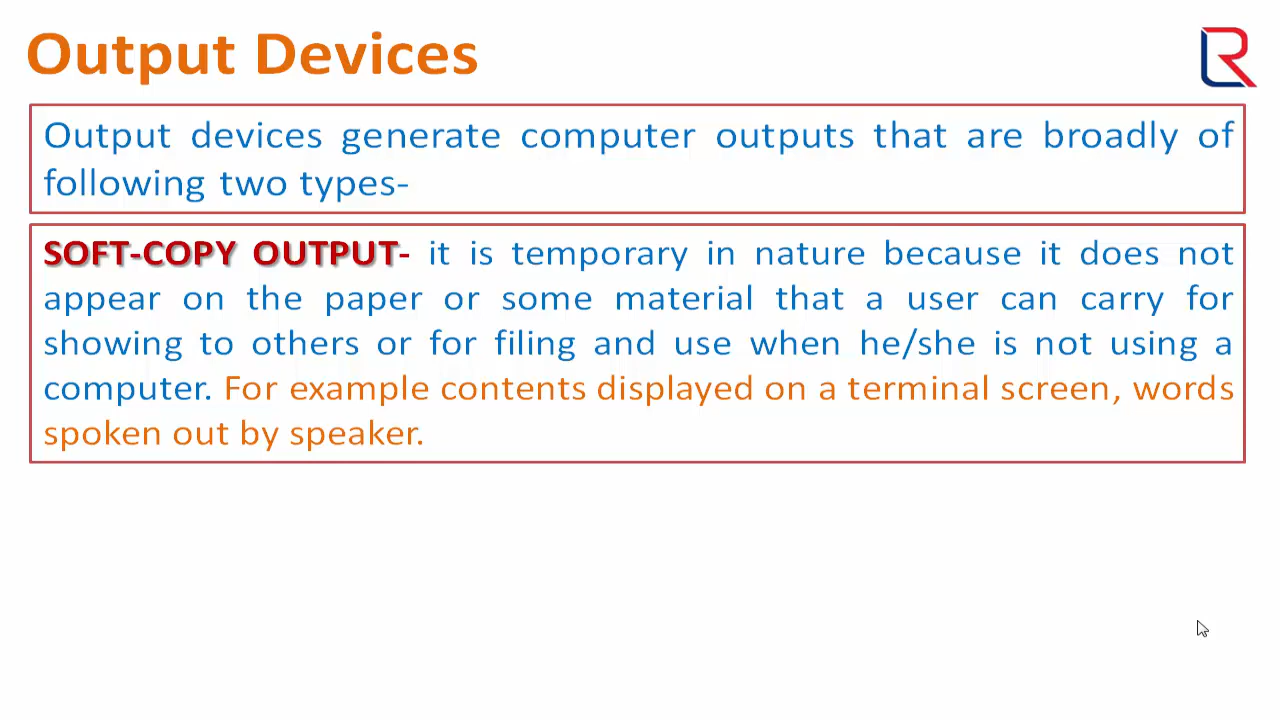 Output Devices
Output devices generate computer outputs that are broadly of
following two types-
SOFT-COPY OUTPUT- it is temporary in nature because it does not
appear on the paper or some material that a user can carry for
showing to others or for filing and use when he/she is not using a
computer. For example contents displayed on a terminal screen, words
spoken out by speaker.